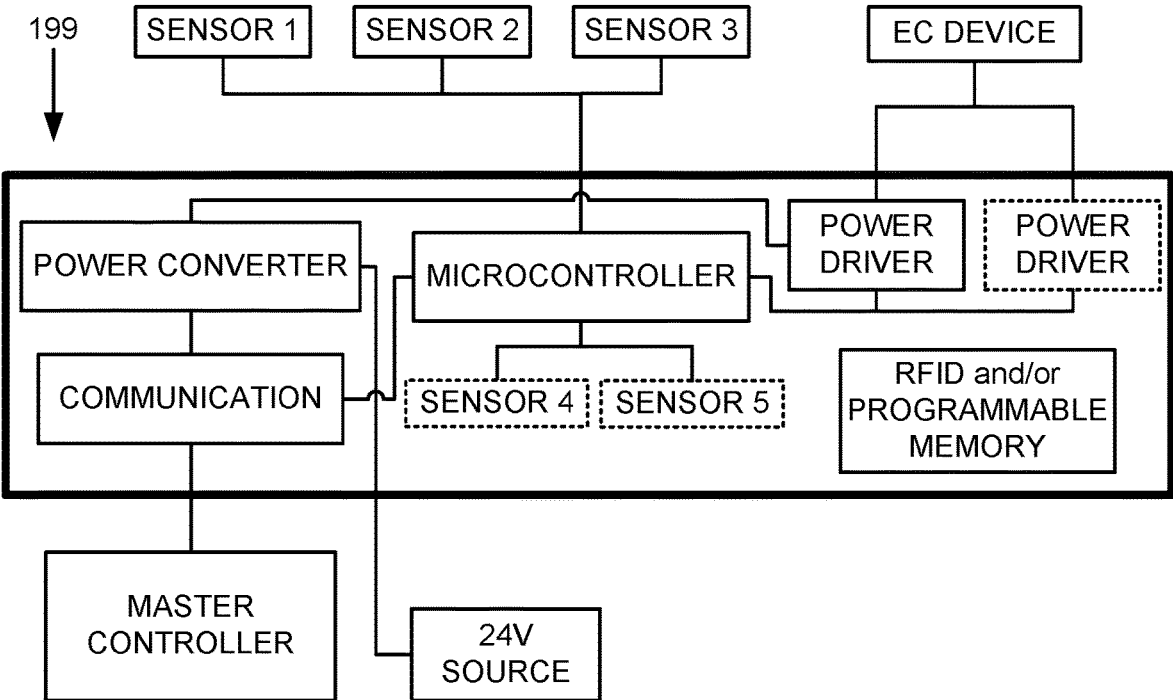 199
SENSOR 1
SENSOR 2
SENSOR 3
EC DEVICE
POWER CONVERTER
MICROCONTROLLER
POWER
DRIVER
POWER
DRIVER
COMMUNICATION
SENSOR 4
SENSOR 5
RFID and/or
PROGRAMMABLE
MEMORY
MASTER
CONTROLLER
24V
SOURCE